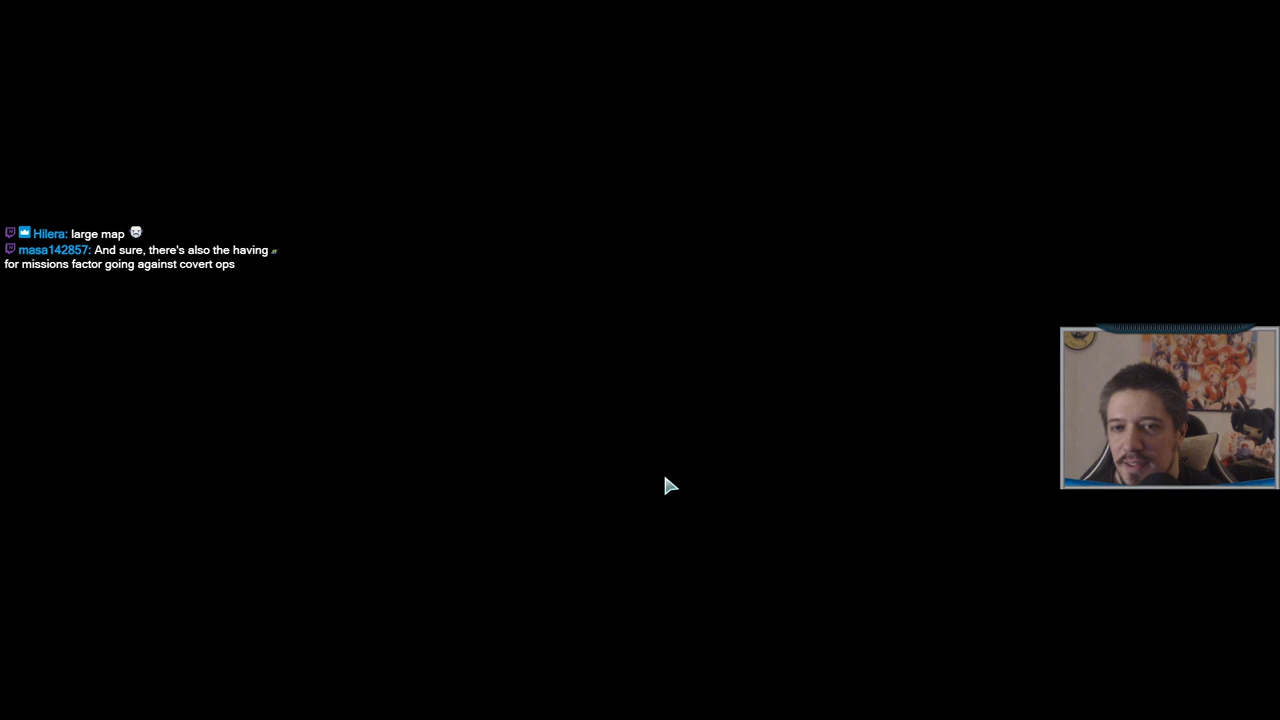 Hilera: large map
masa142857: And sure, there's also the having
for missions factor going against covert ops